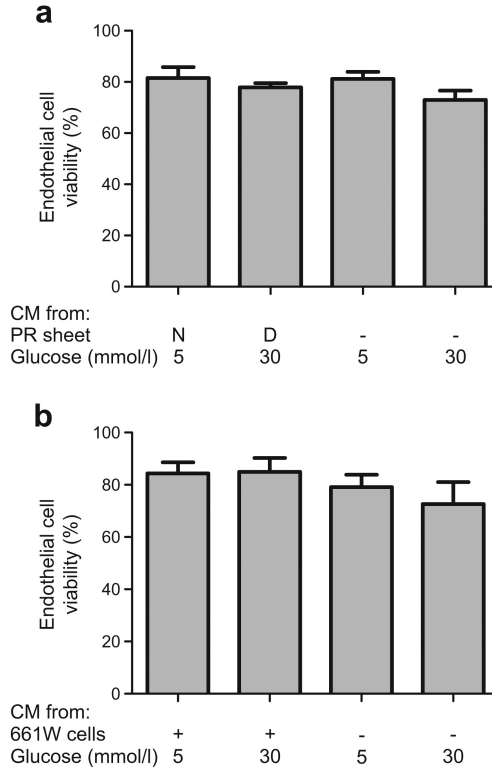 a
100
80
60
40
20
0
Endothelial cell
viability (%)
CM from:
PR sheet N D - -
Glucose (mmol/l) 5 30 5 30
b
100
80
60
40
20
0
Endothelial cell
viability (%)
CM from:
661W cells + + - -
Glucose (mmol/l) 5 30 5 30